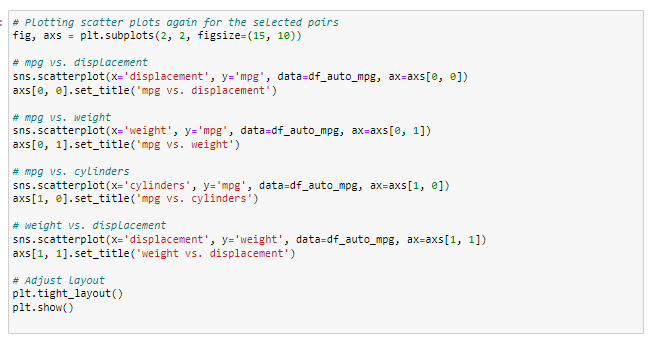 : # Plotting scatter plots again for the selected pairs
fig, axs = plt.subplots(2, 2, figsize=(15, 10))
# mpg vs. displacement
sns.scatterplot(x='displacement', y='mpg', data=df_auto_mpg, ax=axs[0, 0])
axs[0, 0].set_title('mpg vs. displacement')
# mpg vs. weight
sns.scatterplot(x='weight', y='mpg', data=df_auto_mpg, ax=axs[0, 1])
axs[0, 1].set_title('mpg vs. weight')
# mpg vs. cylinders
sns.scatterplot(x='cylinders', y='mpg', data=df_auto_mpg, ax=axs[1, 0])
axs[1, 0].set_title('mpg vs. cylinders')
# weight vs. displacement
sns.scatterplot(x='displacement', y='weight', data=df_auto_mpg, ax=axs[1, 1])
axs[1, 1].set_title('weight vs. displacement')
# Adjust layout
plt.tight_layout()
plt.show()